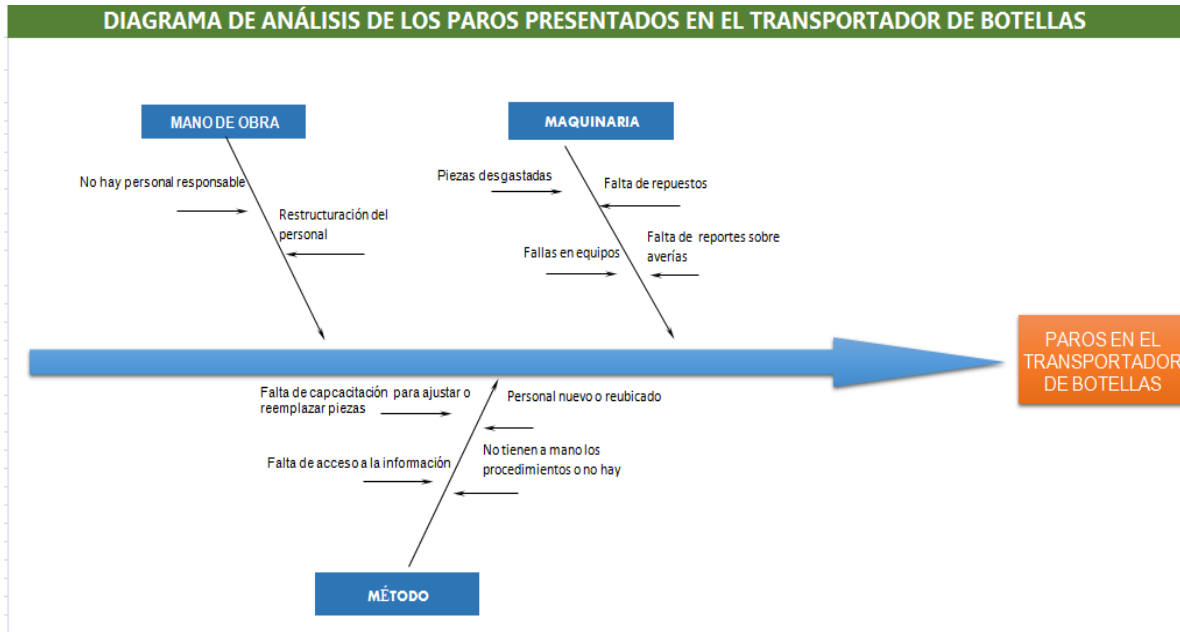 DIAGRAMA DE ANÁLISIS DE LOS PAROS PRESENTADOS EN EL TRANSPORTADOR DE BOTELLAS
MANO DE OBRA
MAQUINARIA
No hay personal responsable
Restructuración del
personal
Piezas desgastadas
Falta de repuestos
Fallas en equipos
Falta de reportes sobre
averías
PAROS EN EL
TRANSPORTADOR
DE BOTELLAS
Falta de capcacitación para ajustar o
reemplazar piezas
Personal nuevo o reubicado
Falta de acceso a la información
No tienen a mano los
procedimientos o no hay
MÉTODO